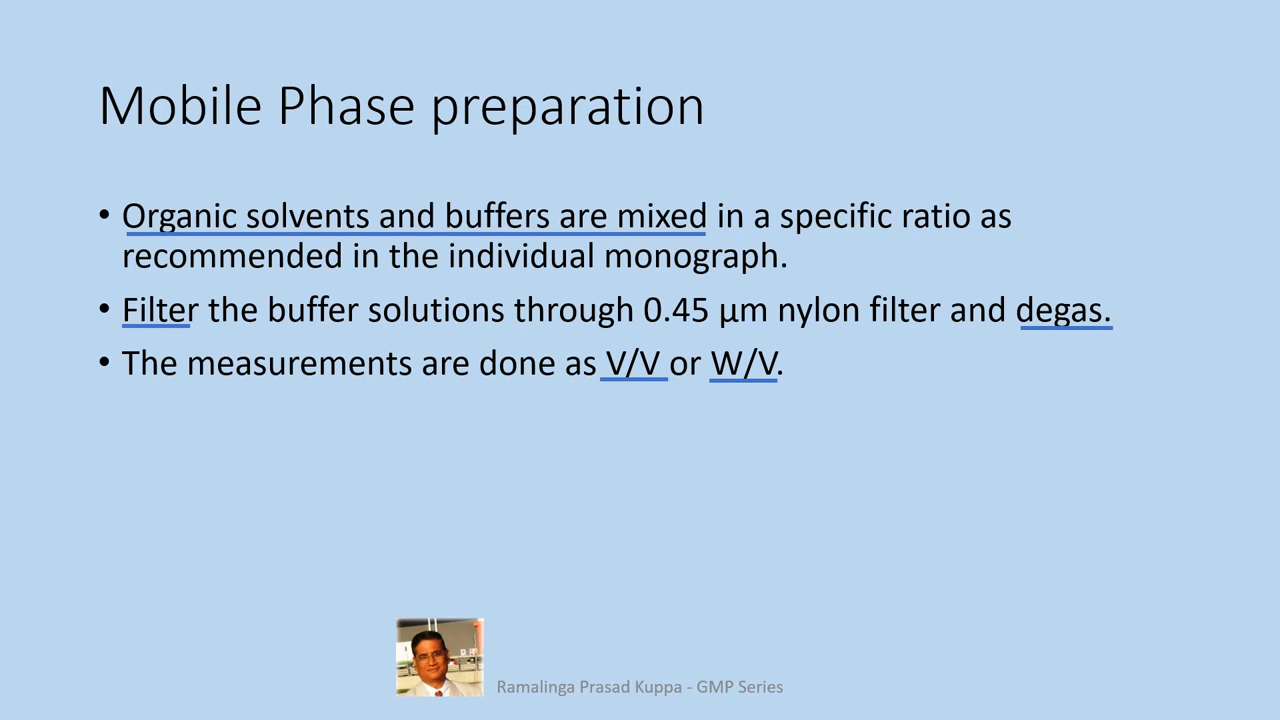 Mobile Phase preparation
• Organic solvents and buffers are mixed in a specific ratio as
recommended in the individual monograph.
• Filter the buffer solutions through 0.45 µm nylon filter and degas.
• The measurements are done as V/V or W/V.
Ramalinga Prasad Kuppa - GMP Series